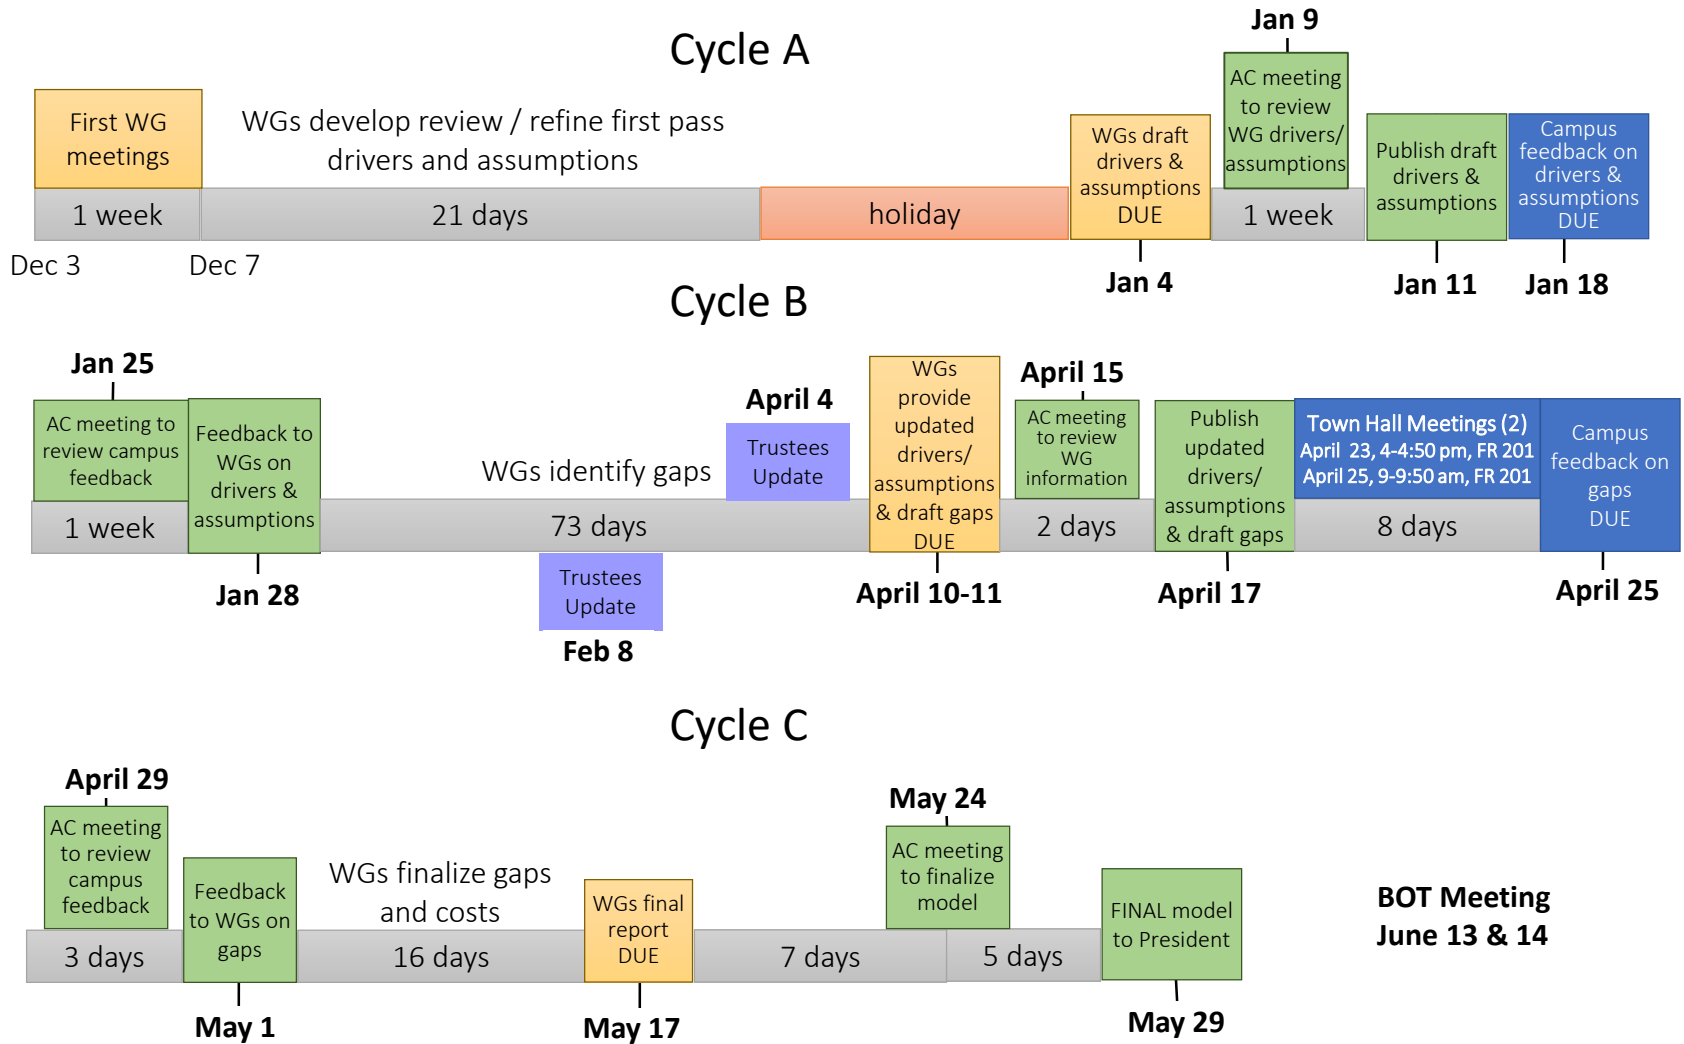 Cycle A
Jan 9
First WG
meetings
WGs develop review / refine first pass
drivers and assumptions
WGs draft
drivers &
assumptions
DUE
AC meeting
to review
WG drivers/
assumptions
Publish draft
drivers &
assumptions
Campus
feedback on
drivers &
assumptions
DUE
1 week
21 days
holiday
1 week
Dec 3
Dec 7
Jan 4
Jan 11
Jan 18
Cycle B
Jan 25
AC meeting to
review campus
feedback
Feedback to
WGs on
drivers &
assumptions
WGs identify gaps
April 4
Trustees
Update
WGs
provide
updated
drivers/
assumptions
& draft gaps
DUE
April 15
AC meeting
to review
WG
information
Publish
updated
drivers/
assumptions
& draft gaps
Town Hall Meetings (2)
April 23, 4-4:50 pm, FR 201
April 25, 9-9:50 am, FR 201
Campus
feedback on
gaps
DUE
1 week
73 days
2 days
8 days
Jan 28
Trustees
Update
Feb 8
April 10-11
April 17
April 25
Cycle C
April 29
AC meeting
to review
campus
feedback
Feedback
to WGs on
gaps
WGs finalize gaps
and costs
WGs final
report
DUE
May 24
AC meeting
to finalize
model
FINAL model
to President
BOT Meeting
June 13 & 14
3 days
16 days
7 days
5 days
May 1
May 17
May 29